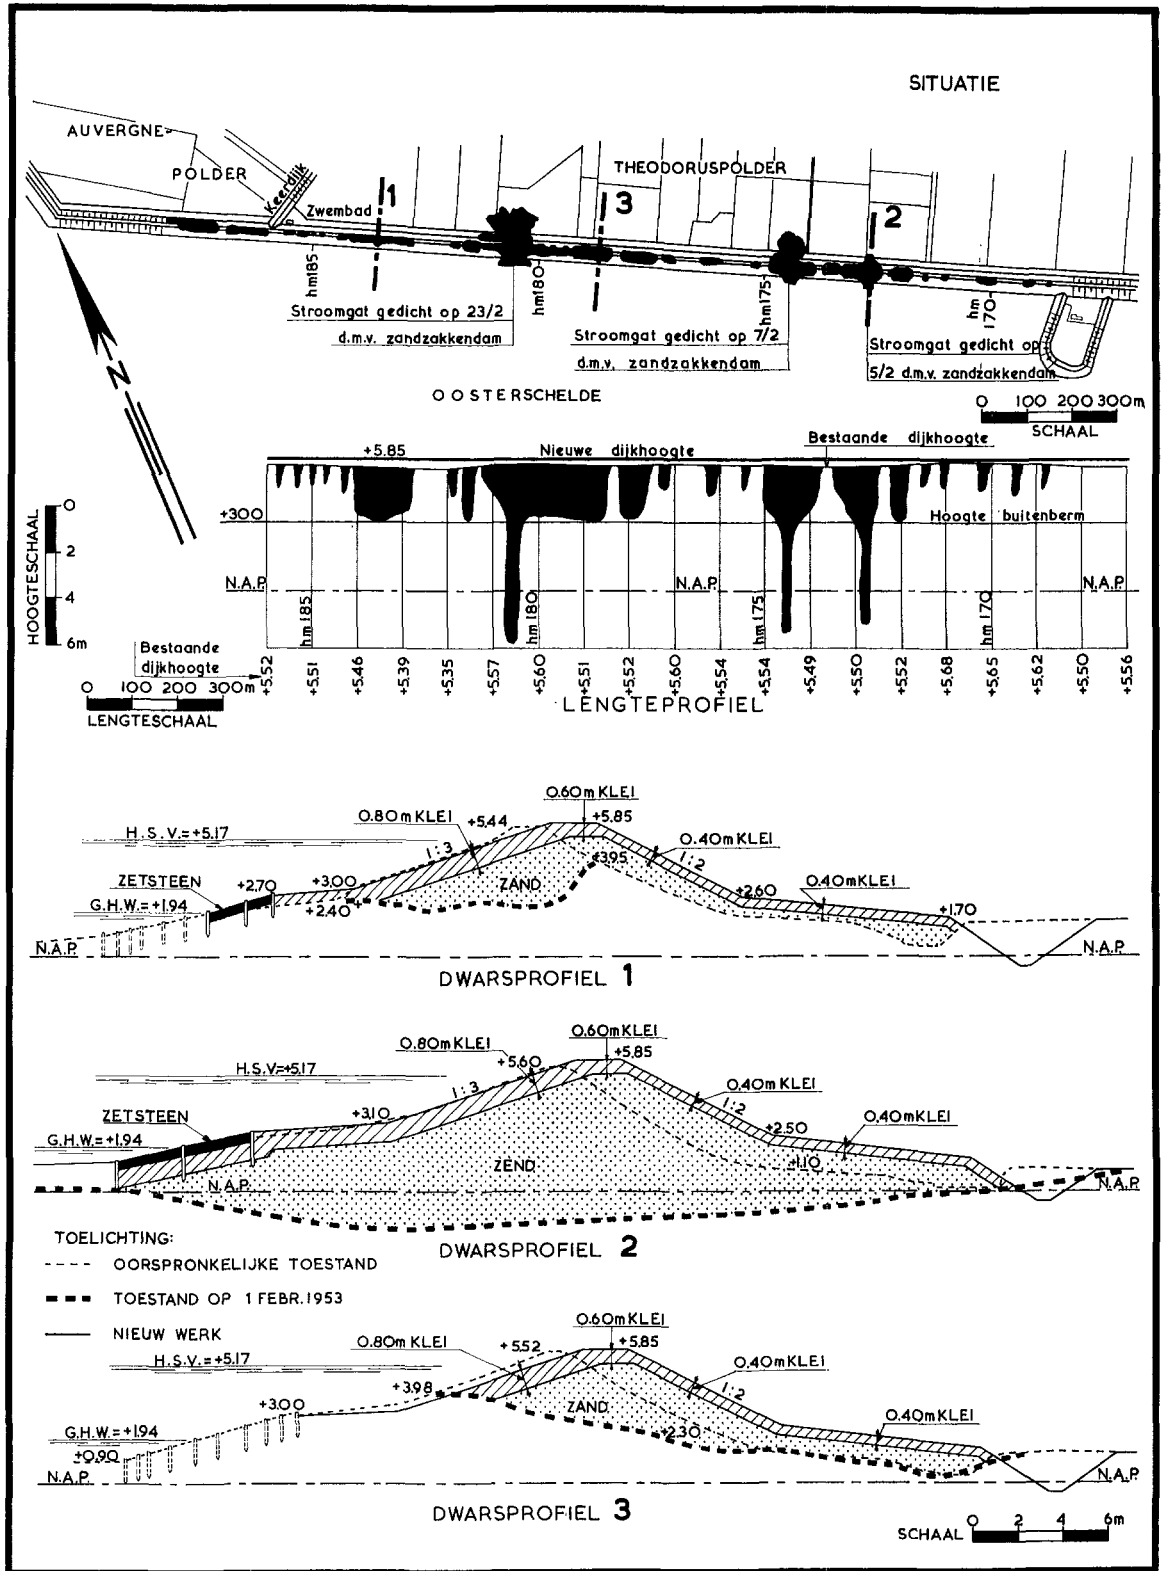 SITUATIE
AUVERGNE-
POLDER
Keerdijk
Zwembad
THEODORUSPOLDER
1
3
2
hm185
hm180
hm175
hm
170
Stroomgat gedicht op 23/2
d.m.v. zandzakkendam
Stroomgat gedicht op 7/2
d.m.v. zandzakkendam
Stroomgat gedicht op
5/2 d.m.v. zandzakkendam
N
OOSTERSCHELDE
0 100 200 300m
SCHAAL
+5.85
Nieuwe dijkhoogte
Bestaande dijkhoogte
HOOGTESCHAAL
0
2
4
6m
+300
Hoogte buitenberm
N.A.P. N.A.P. N.A.P.
hm185
hm180
hm175
hm170
Bestaande
dijkhoogte
+5.52 +5.51 +5.46 +5.39 +5.35 +5.57 +5.60 +5.51 +5.52 +5.60 +5.54 +5.54 +5.49 +5.50 +5.52 +5.68 +5.65 +5.62 +5.50 +5.56
0 100 200 300m
LENGTESCHAAL
LENGTEPROFIEL
0.60m KLEI
0.80m KLEI
+5.44
+5.85
H.S.V.=+5.17
1:3
0.40m KLEI
+3.95
1:2
ZETSTEEN
+2.70
+3.00
ZAND
+2.60
0.40m KLEI
G.H.W.=+1.94
+2.40
+1.70
N.A.P.
N.A.P.
DWARSPROFIEL 1
0.60m KLEI
0.80m KLEI
+5.60
+5.85
H.S.V.=+5.17
1:3
0.40m KLEI
1:2
ZETSTEEN
+3.10
+2.50
0.40m KLEI
G.H.W.=+1.94
ZEND
+1.10
N.A.P.
N.A.P.
DWARSPROFIEL 2
TOELICHTING:
OORSPRONKELIJKE TOESTAND
TOESTAND OP 1 FEBR. 1953
NIEUW WERK
0.60m KLEI
0.80m KLEI
+5.52
+5.85
H.S.V.=+5.17
0.40m KLEI
1:2
+3.98
+3.00
ZAND
0.40m KLEI
G.H.W.=+1.94
+2.30
+0.90
N.A.P.
N.A.P.
DWARSPROFIEL 3
SCHAAL
0 2 4 6m